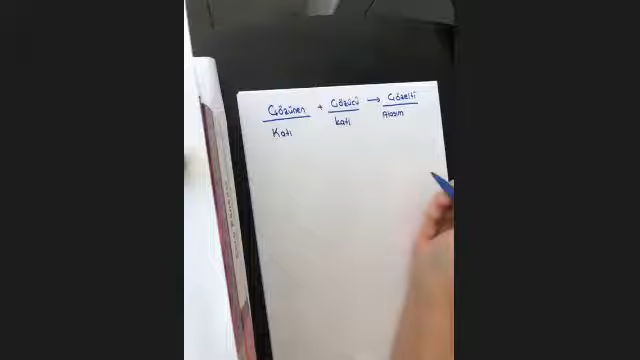 Çözünen + Çözücü → Çözelti
Katı katı Alaşım